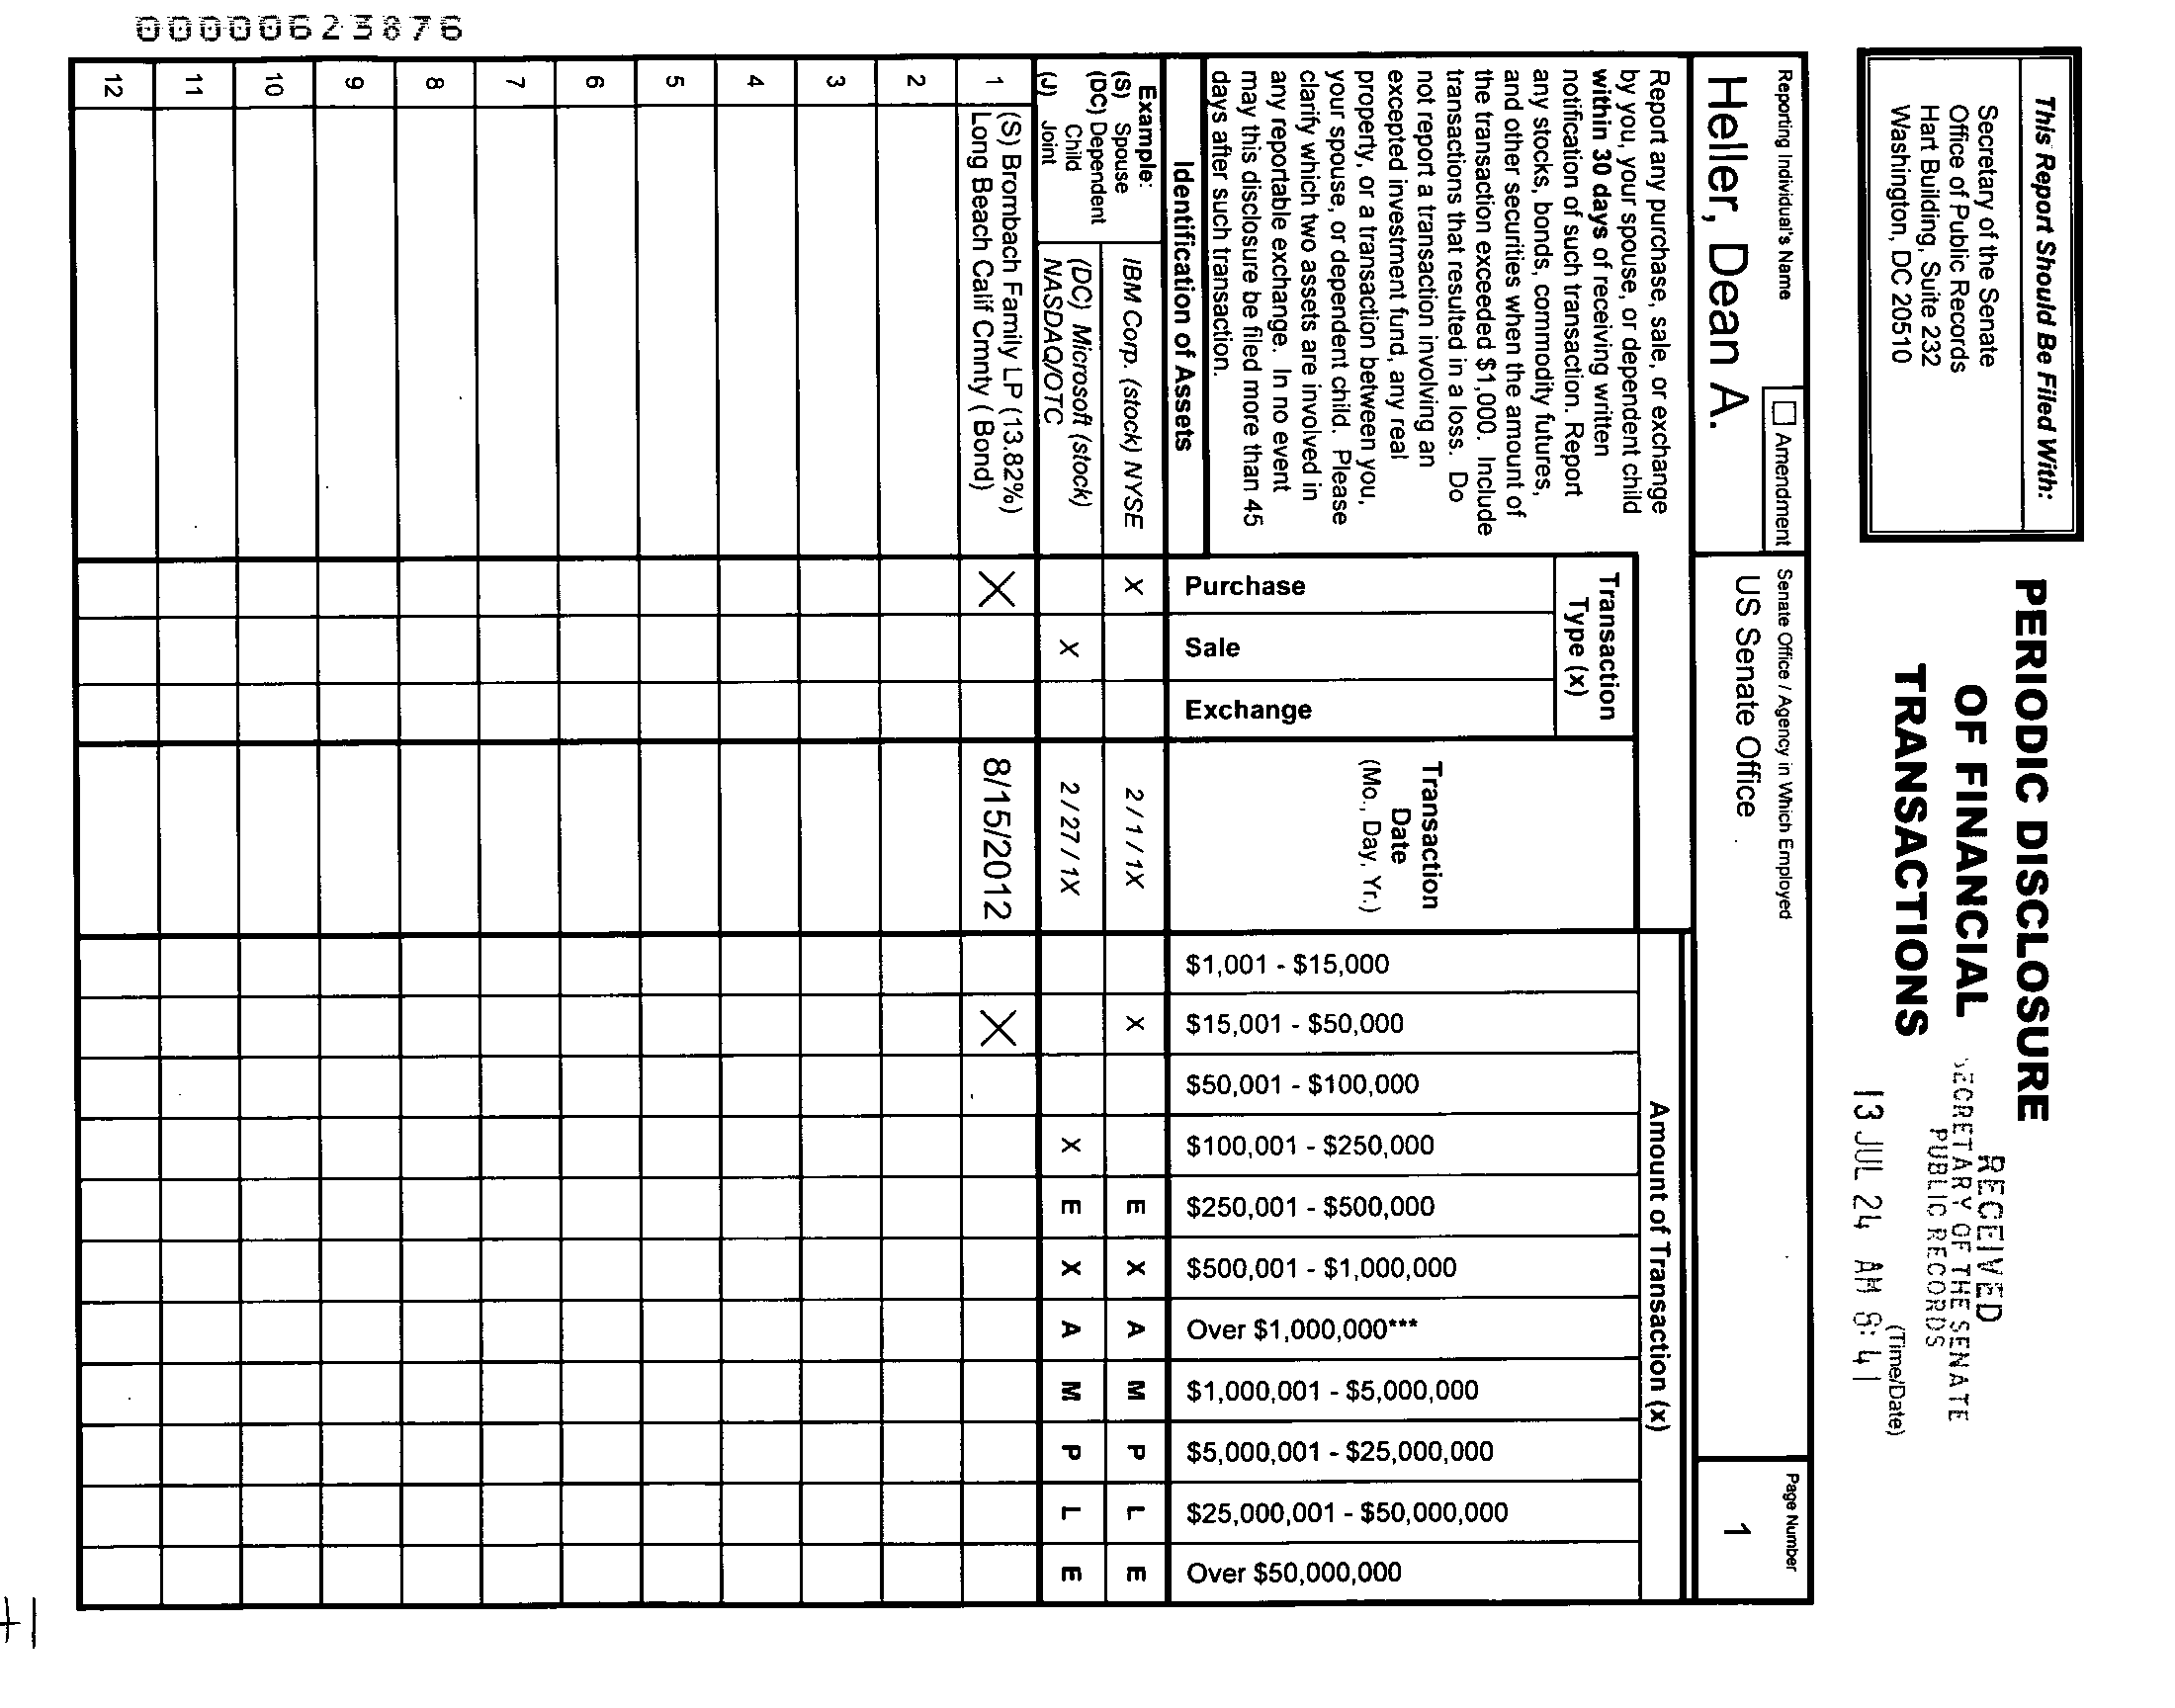 00000623876
This Report Should Be Filed With:
Secretary of the Senate
Office of Public Records
Hart Building, Suite 232
Washington, DC 20510
PERIODIC DISCLOSURE
OF FINANCIAL
TRANSACTIONS
RECEIVED
SECRETARY OF THE SENATE
PUBLIC RECORDS
(Time/Date)
13 JUL 24 AM 8:41
Reporting Individual's Name
Heller, Dean A.
Amendment
Senate Office / Agency in Which Employed
US Senate Office
Page Number
1
Report any purchase, sale, or exchange
by you, your spouse, or dependent child
within 30 days of receiving written
notification of such transaction. Report
any stocks, bonds, commodity futures,
and other securities when the amount of
the transaction exceeded $1,000. Include
transactions that resulted in a loss. Do
not report a transaction involving an
excepted investment fund, any real
property, or a transaction between you,
your spouse, or dependent child. Please
clarify which two assets are involved in
any reportable exchange. In no event
may this disclosure be filed more than 45
days after such transaction.
Identification of Assets
Transaction
Type (x)
Purchase
Sale
Exchange
Transaction
Date
(Mo., Day, Yr.)
Amount of Transaction (x)
$1,001 - $15,000
$15,001 - $50,000
$50,001 - $100,000
$100,001 - $250,000
$250,001 - $500,000
$500,001 - $1,000,000
Over $1,000,000***
$1,000,001 - $5,000,000
$5,000,001 - $25,000,000
$25,000,001 - $50,000,000
Over $50,000,000
Example:
(S) Spouse
(DC) Dependent
Child
(J) Joint
IBM Corp. (stock) NYSE X 2 / 1 / 1X X E X A M P L E
(DC) Microsoft (stock)
NASDAQ/OTC X 2 / 27 / 1X X E X A M P L E
1 (S) Brombach Family LP (13.82%)
Long Beach Calif Cmnty ( Bond) X 8/15/2012 X
2
3
4
5
6
7
8
9
10
11
12